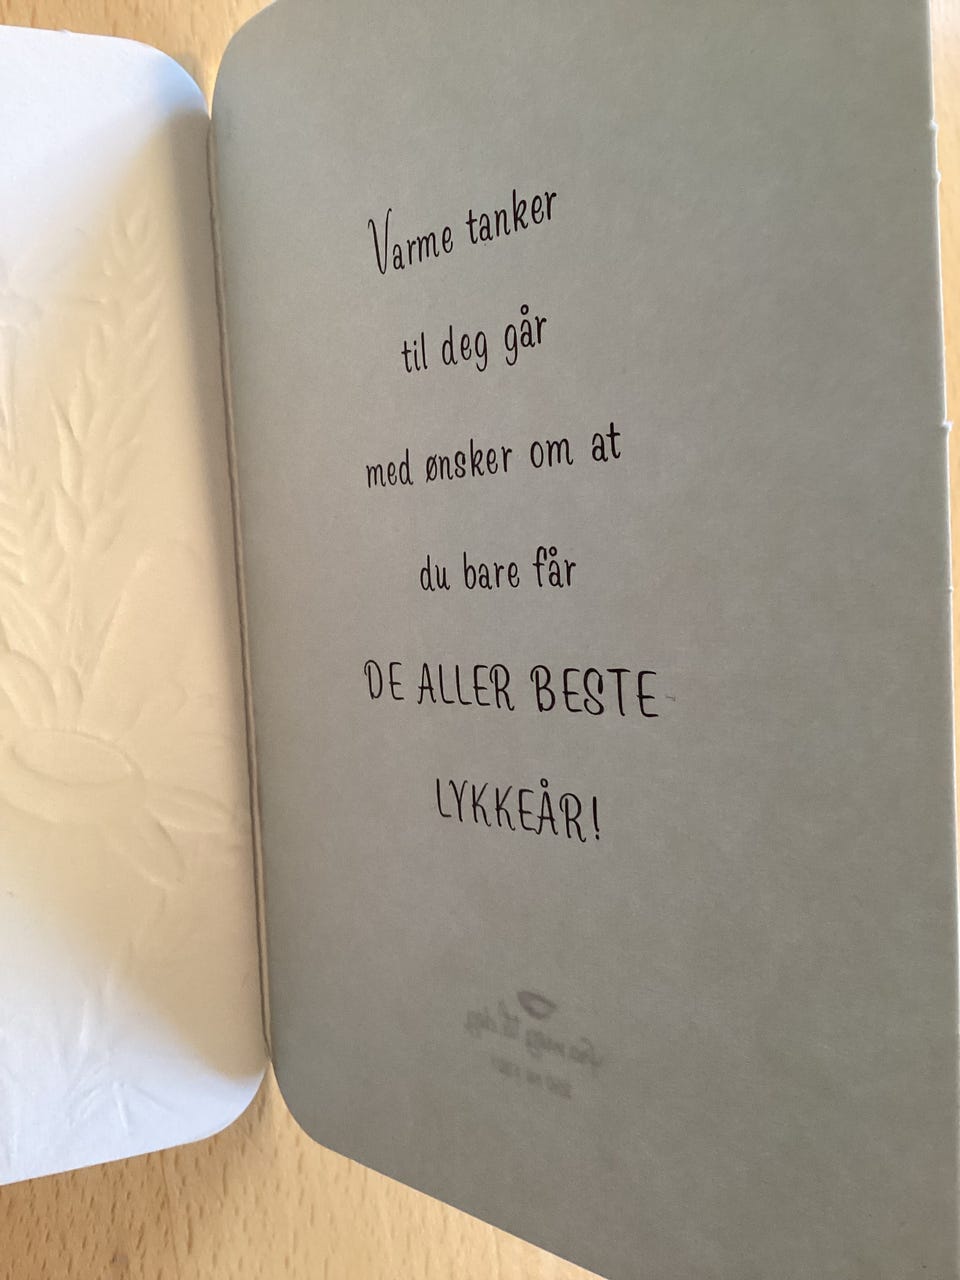 Varme tanker
til deg går
med ønsker om at
du bare får
DE ALLER BESTE
LYKKEÅR!